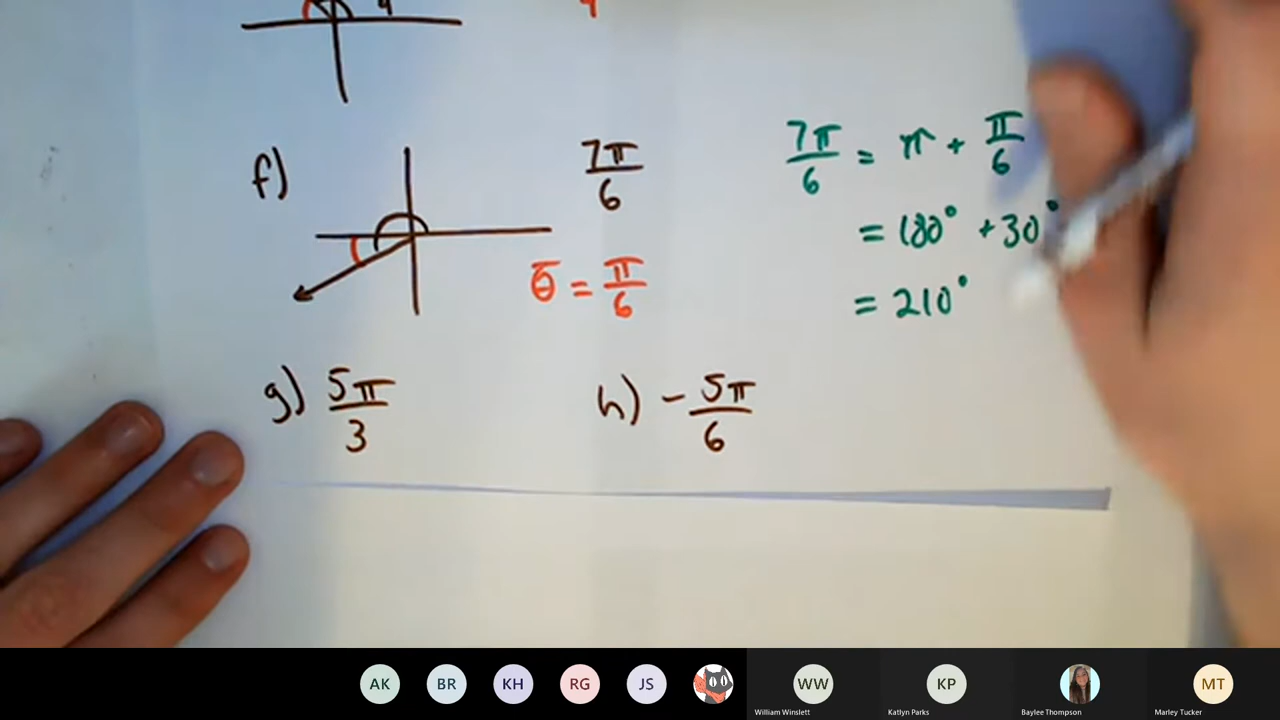 f)
7π/6
θ̄ = π/6
7π/6 = π + π/6
= 180° + 30°
= 210°
g) 5π/3
h) - 5π/6
AK
BR
KH
RG
JS
WW
KP
MT
William Winslett
Katlyn Parks
Baylee Thompson
Marley Tucker